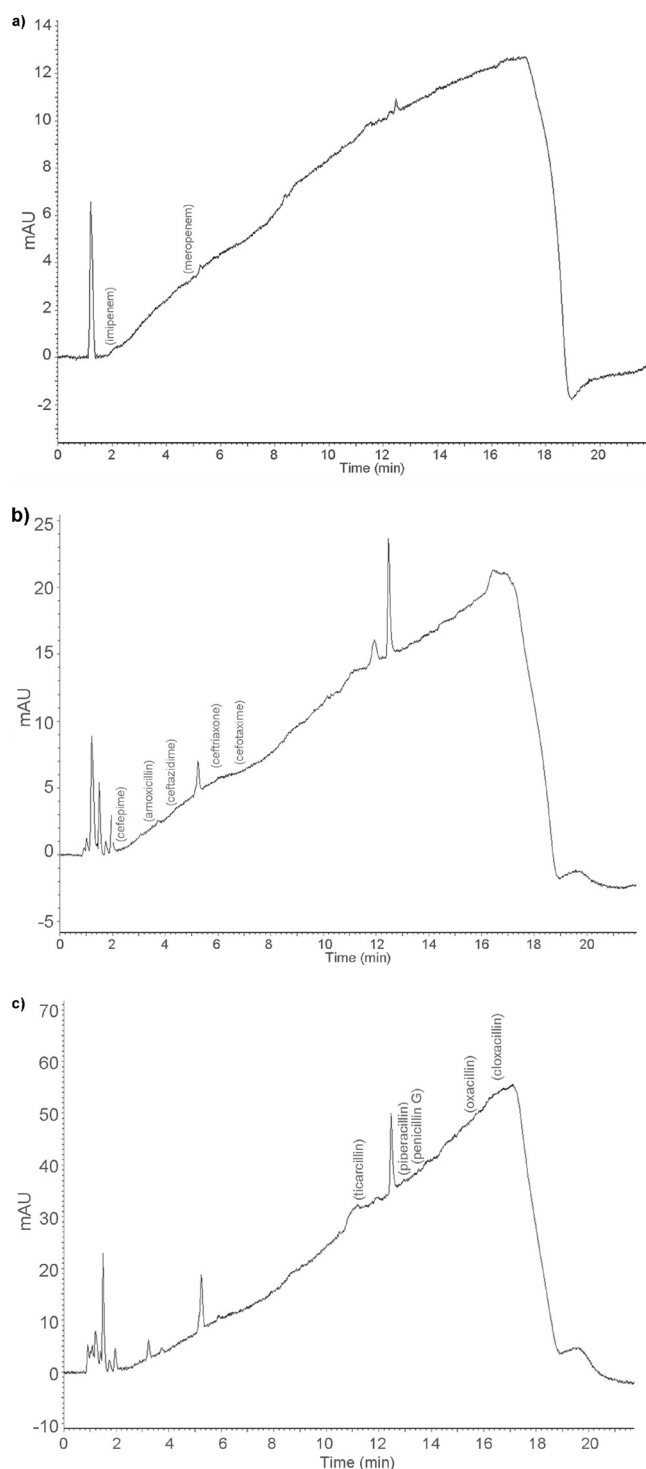 a)
14
12
10
8
6
4
2
0
-2
mAU
(imipenem)
(meropenem)
0 2 4 6 8 10 12 14 16 18 20
Time (min)
b)
25
20
15
10
5
0
-5
mAU
(cefepime)
(amoxicillin)
(ceftazidime)
(ceftriaxone)
(cefotaxime)
0 2 4 6 8 10 12 14 16 18 20
Time (min)
c)
70
60
50
40
30
20
10
0
-10
mAU
(ticarcillin)
(piperacillin)
(penicillin G)
(oxacillin)
(cloxacillin)
0 2 4 6 8 10 12 14 16 18 20
Time (min)